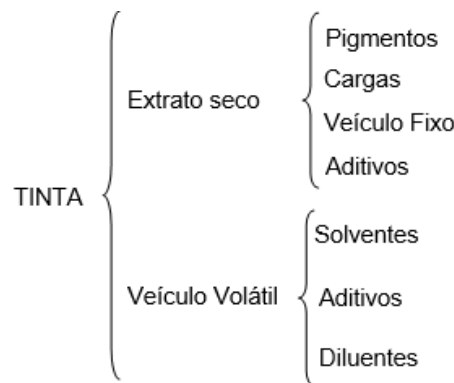 TINTA
Extrato seco
Pigmentos
Cargas
Veículo Fixo
Aditivos
Veículo Volátil
Solventes
Aditivos
Diluentes